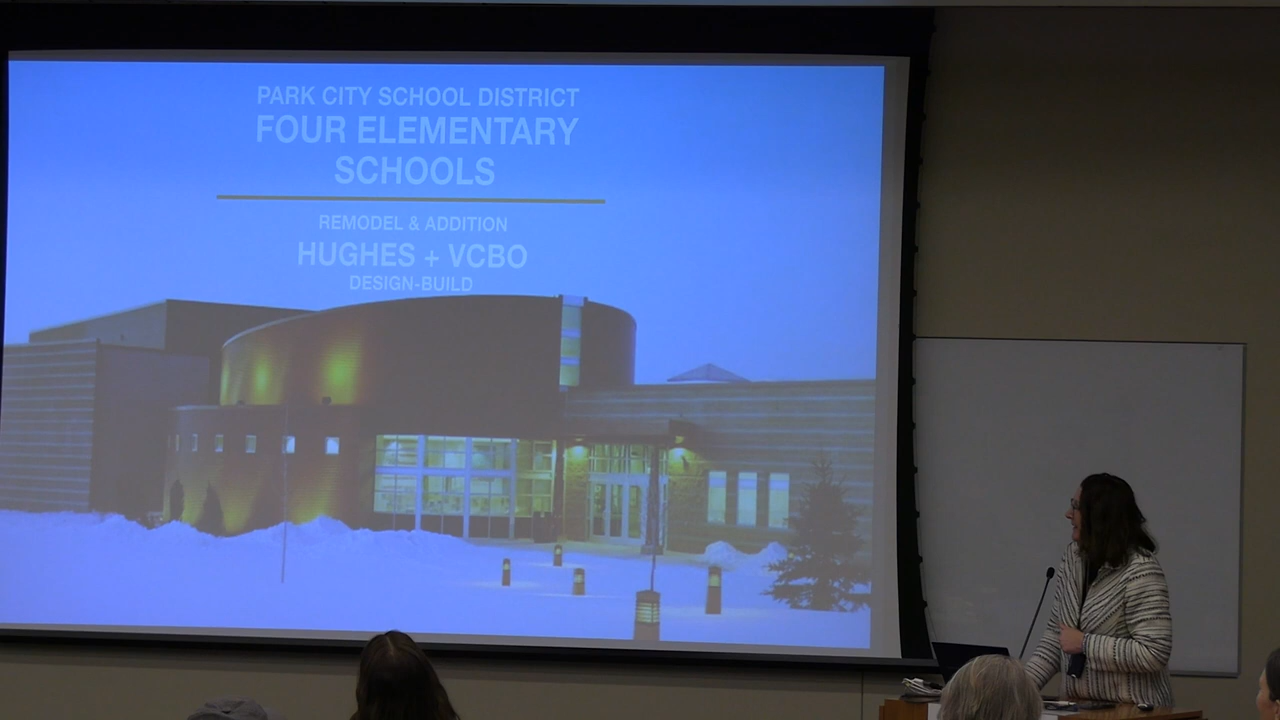 PARK CITY SCHOOL DISTRICT
FOUR ELEMENTARY
SCHOOLS
REMODEL & ADDITION
HUGHES + VCBO
DESIGN-BUILD